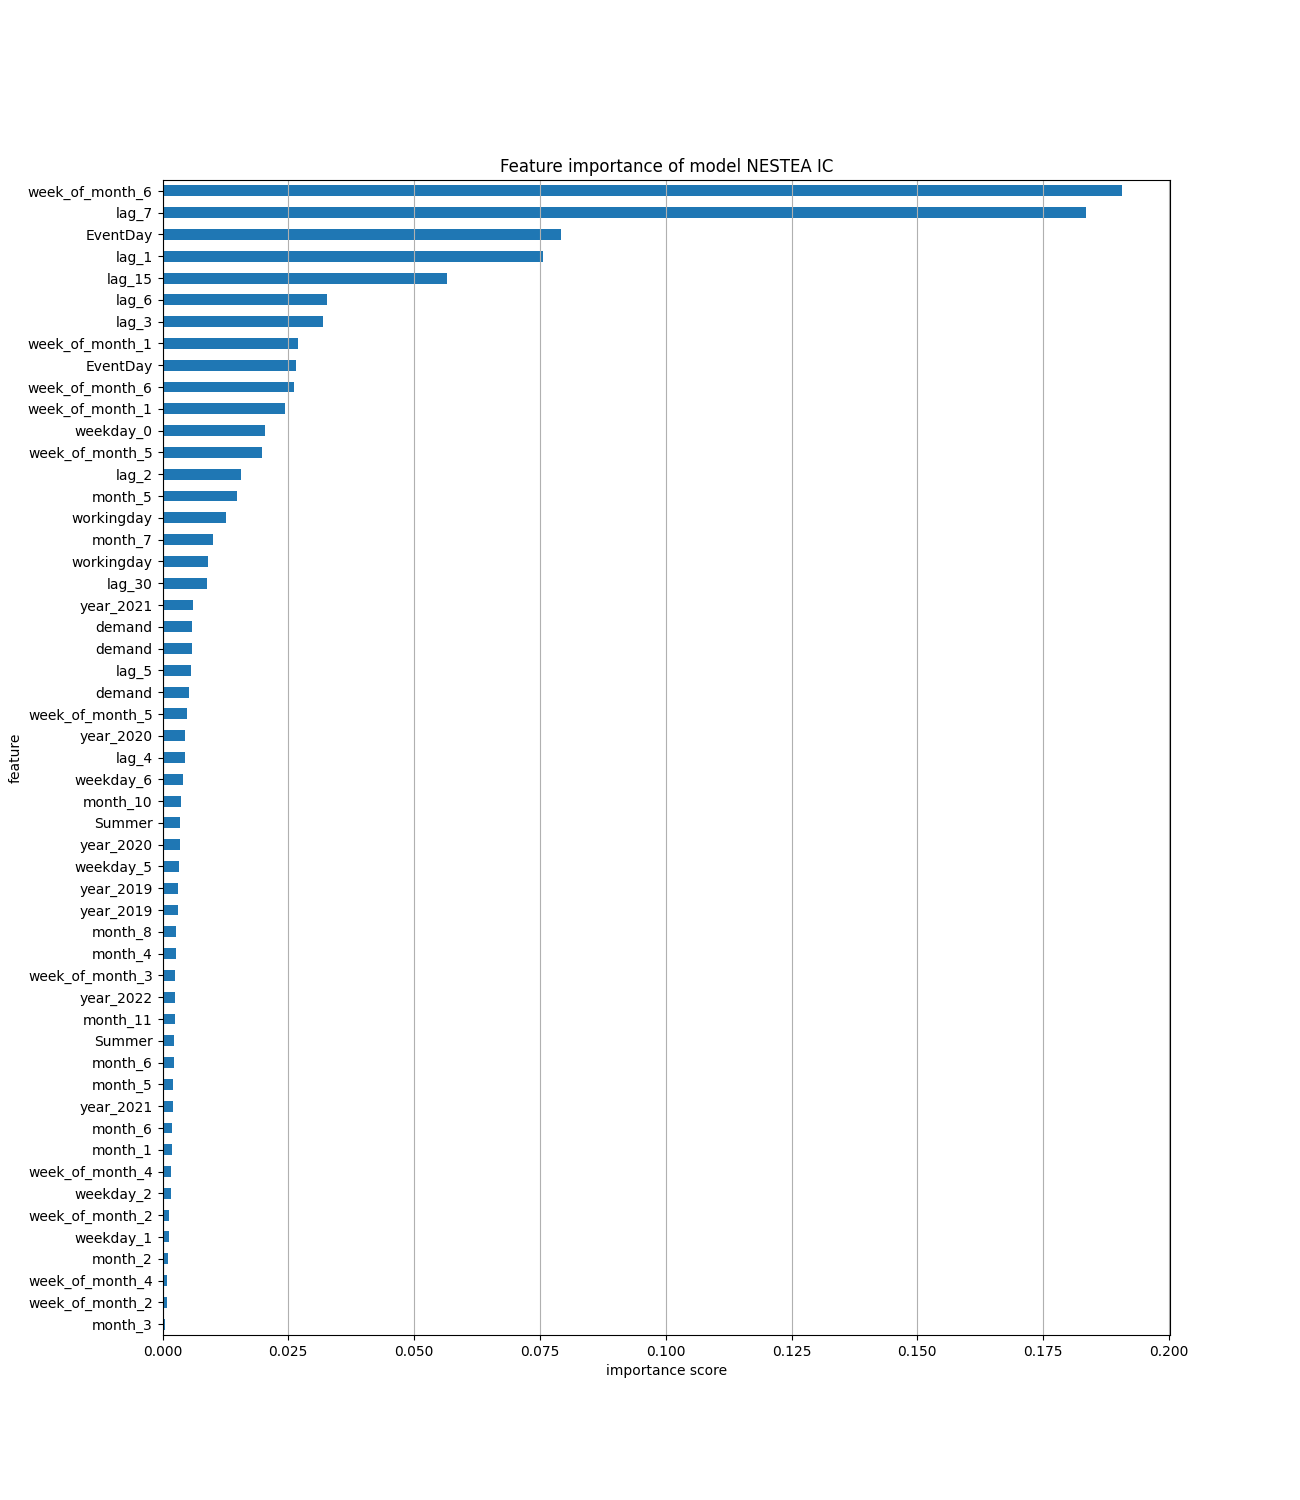 Feature importance of model NESTEA IC
week_of_month_6
lag_7
EventDay
lag_1
lag_15
lag_6
lag_3
week_of_month_1
EventDay
week_of_month_6
week_of_month_1
weekday_0
week_of_month_5
lag_2
month_5
workingday
month_7
workingday
lag_30
year_2021
demand
demand
lag_5
demand
week_of_month_5
year_2020
lag_4
weekday_6
month_10
Summer
year_2020
weekday_5
year_2019
year_2019
month_8
month_4
week_of_month_3
year_2022
month_11
Summer
month_6
month_5
year_2021
month_6
month_1
week_of_month_4
weekday_2
week_of_month_2
weekday_1
month_2
week_of_month_4
week_of_month_2
month_3
feature
0.000 0.025 0.050 0.075 0.100 0.125 0.150 0.175 0.200
importance score